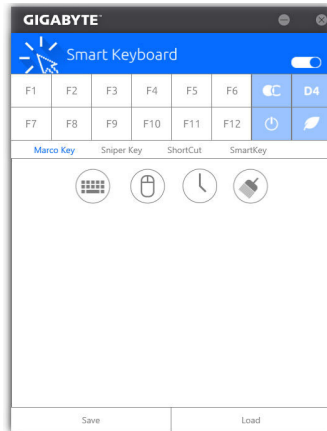 GIGABYTE™
Smart Keyboard
F1 F2 F3 F4 F5 F6 D4
F7 F8 F9 F10 F11 F12
Marco Key Sniper Key ShortCut SmartKey
Save Load